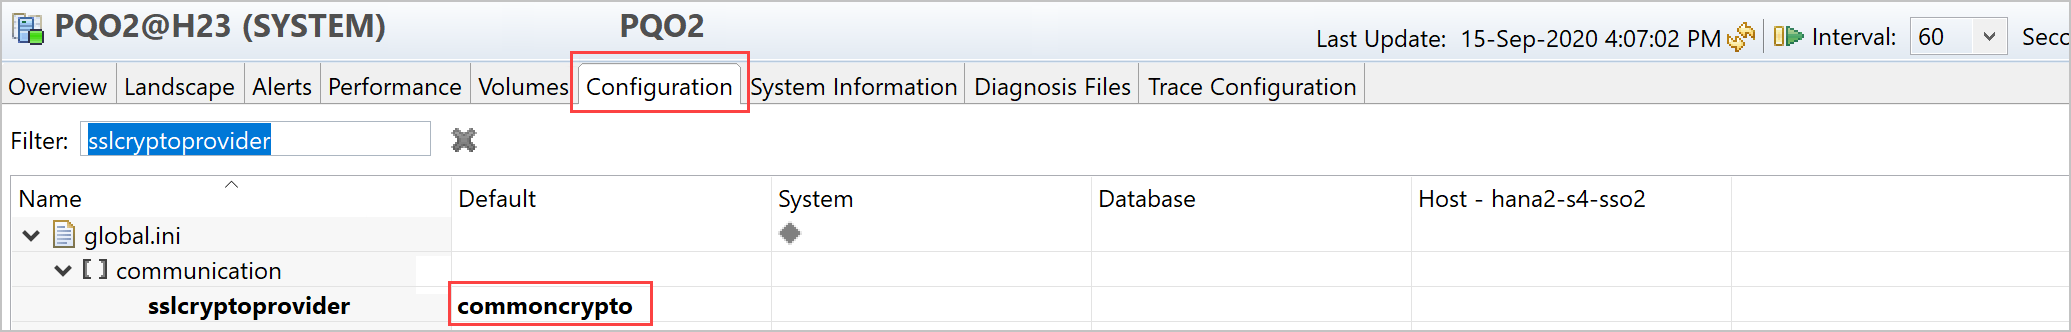 PQO2@H23 (SYSTEM) PQO2
Last Update: 15-Sep-2020 4:07:02 PM Interval: 60 Seco
Overview Landscape Alerts Performance Volumes Configuration System Information Diagnosis Files Trace Configuration
Filter: sslcryptoprovider
Name Default System Database Host - hana2-s4-sso2
global.ini
[ ] communication
sslcryptoprovider commoncrypto